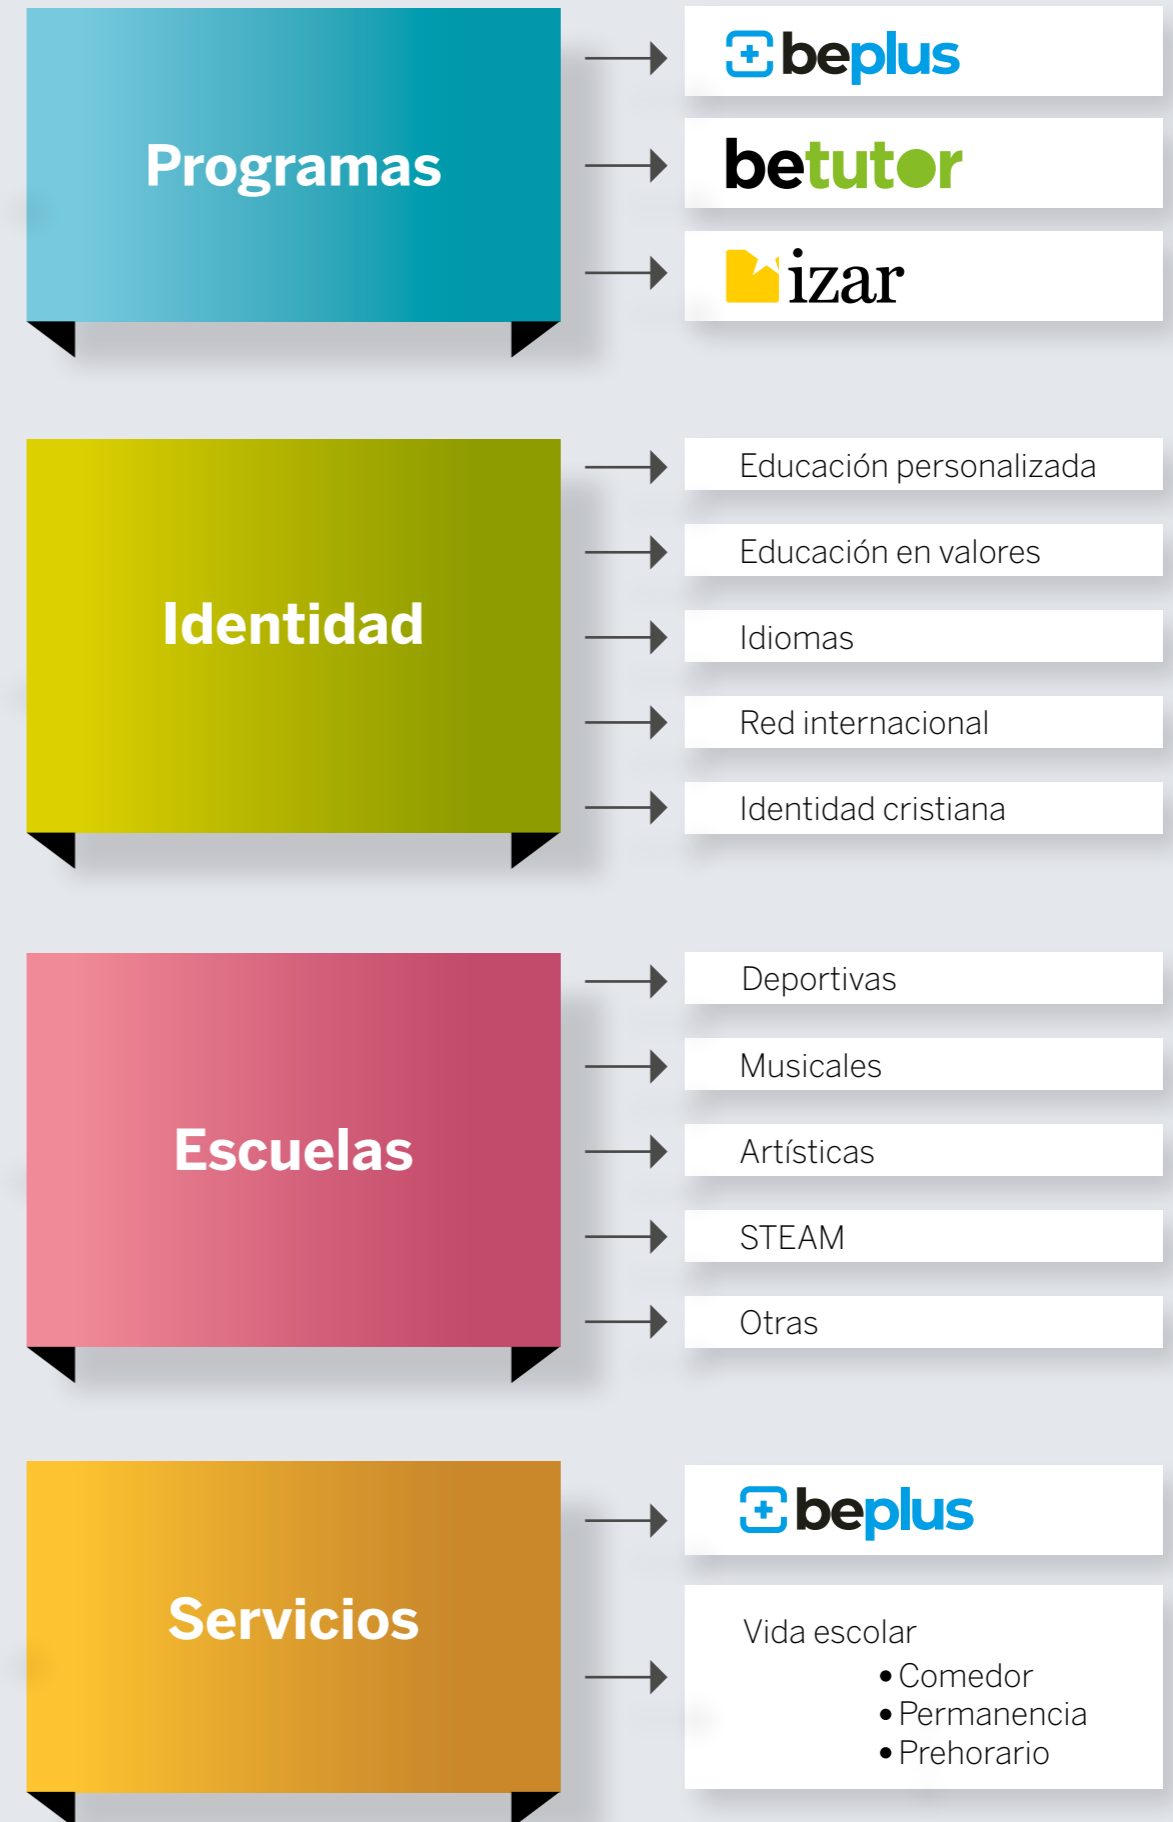 Programas
beplus
betutor
izar
Identidad
Educación personalizada
Educación en valores
Idiomas
Red internacional
Identidad cristiana
Escuelas
Deportivas
Musicales
Artísticas
STEAM
Otras
Servicios
beplus
Vida escolar
• Comedor
• Permanencia
• Prehorario